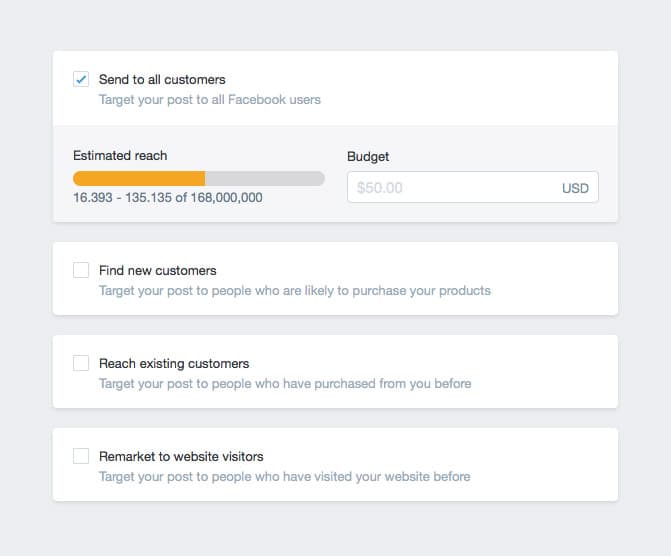 Send to all customers
Target your post to all Facebook users
Estimated reach
16.393 - 135.135 of 168,000,000
Budget
$50.00 USD
Find new customers
Target your post to people who are likely to purchase your products
Reach existing customers
Target your post to people who have purchased from you before
Remarket to website visitors
Target your post to people who have visited your website before